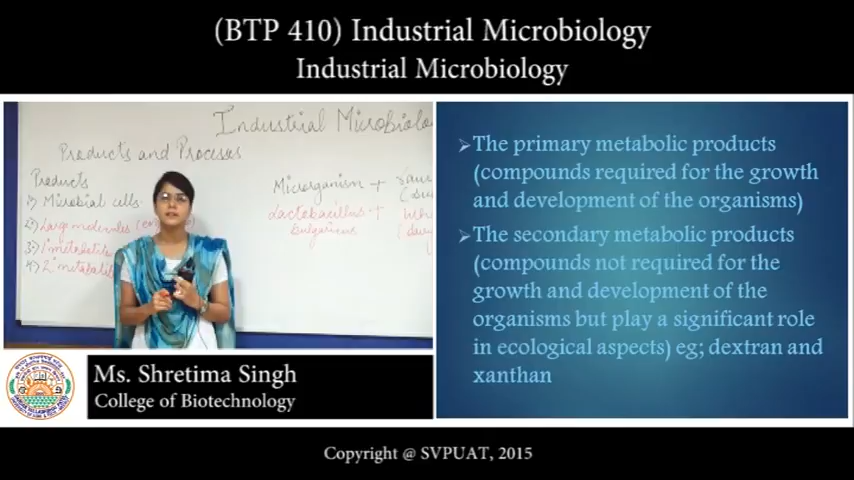 (BTP 410) Industrial Microbiology
Industrial Microbiology
Industrial Microbiolo
Products and Processes
Products
1) Microbial cells
2) Large molecules (en
3) 1° metabolite
4) 2° metaboli
Microrganism +
Lactobacillus +
bulgaricus
➢The primary metabolic products
(compounds required for the growth
and development of the organisms)
➢The secondary metabolic products
(compounds not required for the
growth and development of the
organisms but play a significant role
in ecological aspects) eg; dextran and
xanthan
Ms. Shretima Singh
College of Biotechnology
Copyright @ SVPUAT, 2015